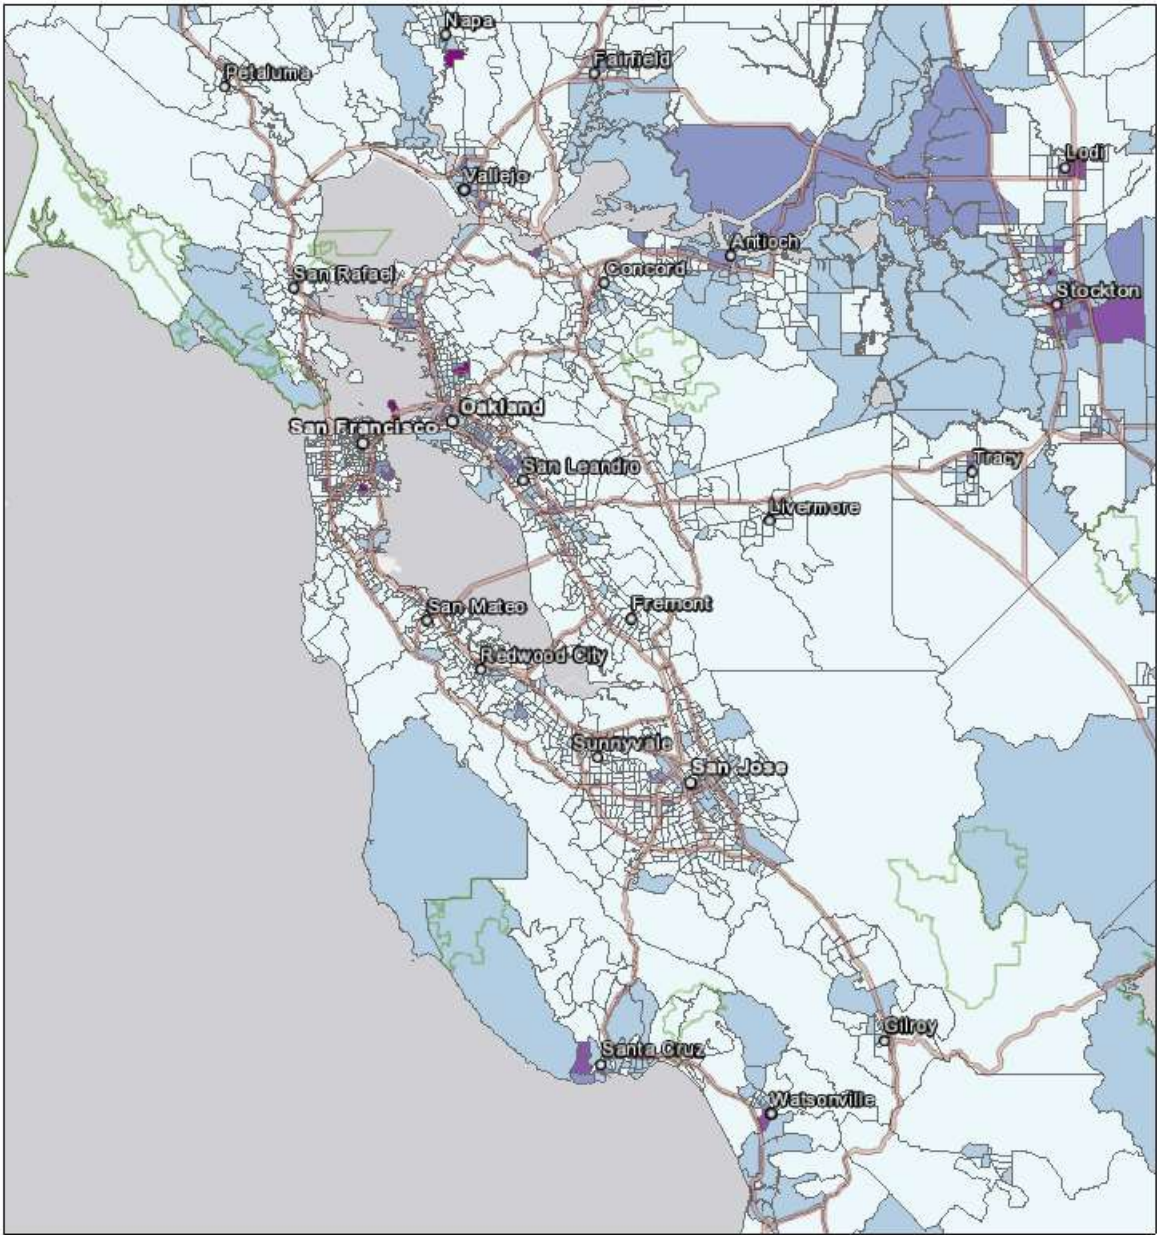 Napa
Petaluma
Fairfield
Lodi
Vallejo
Antioch
San Rafael
Concord
Stockton
Oakland
San Francisco
San Leandro
Tracy
Livermore
San Mateo
Fremont
Redwood City
Sunnyvale
San Jose
Gilroy
Santa Cruz
Watsonville